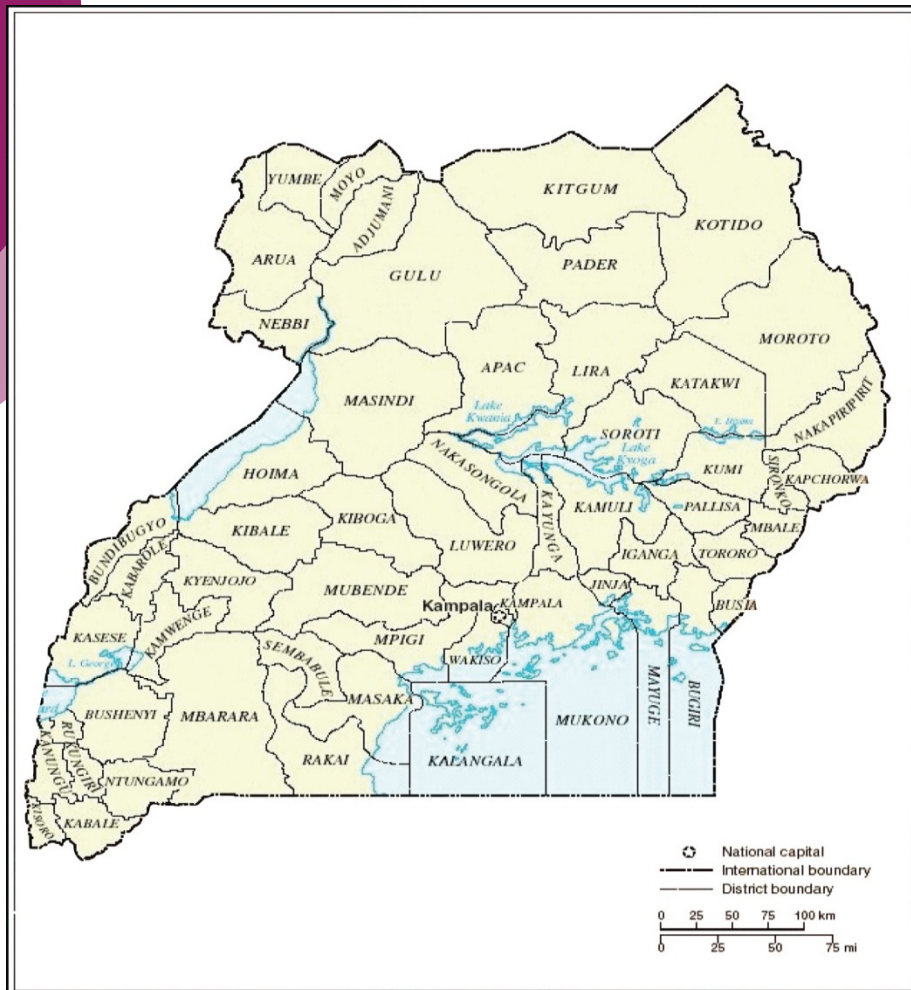 YUMBE
MOYO
ADJUMANI
KITGUM
KOTIDO
ARUA
GULU
PADER
NEBBI
MOROTO
APAC
LIRA
KATAKWI
MASINDI
Lake
Kwania
NAKAPIRIPIRIT
SOROTI
Lake
Kyoga
NAKASONGOLA
KUMI
HOIMA
SIRONKO
KAPCHORWA
KAYUNGA
KAMULI
PALLISA
BUNDIBUGYO
KIBALE
KIBOGA
MBALE
LUWERO
IGANGA
TORORO
KABAROLE
KYENJOJO
MUBENDE
JINJA
BUSIA
Kampala
KAMPALA
KASESE
KAMWENGE
MPIGI
WAKISO
L. George
SEMBABULE
MASAKA
MAYUGE
BUGIRI
BUSHENYI
MBARARA
MUKONO
RUKUNGIRI
KANUNGU
RAKAI
KALANGALA
NTUNGAMO
KISORO
KABALE
National capital
International boundary
District boundary
0 25 50 75 100 km
0 25 50 75 mi